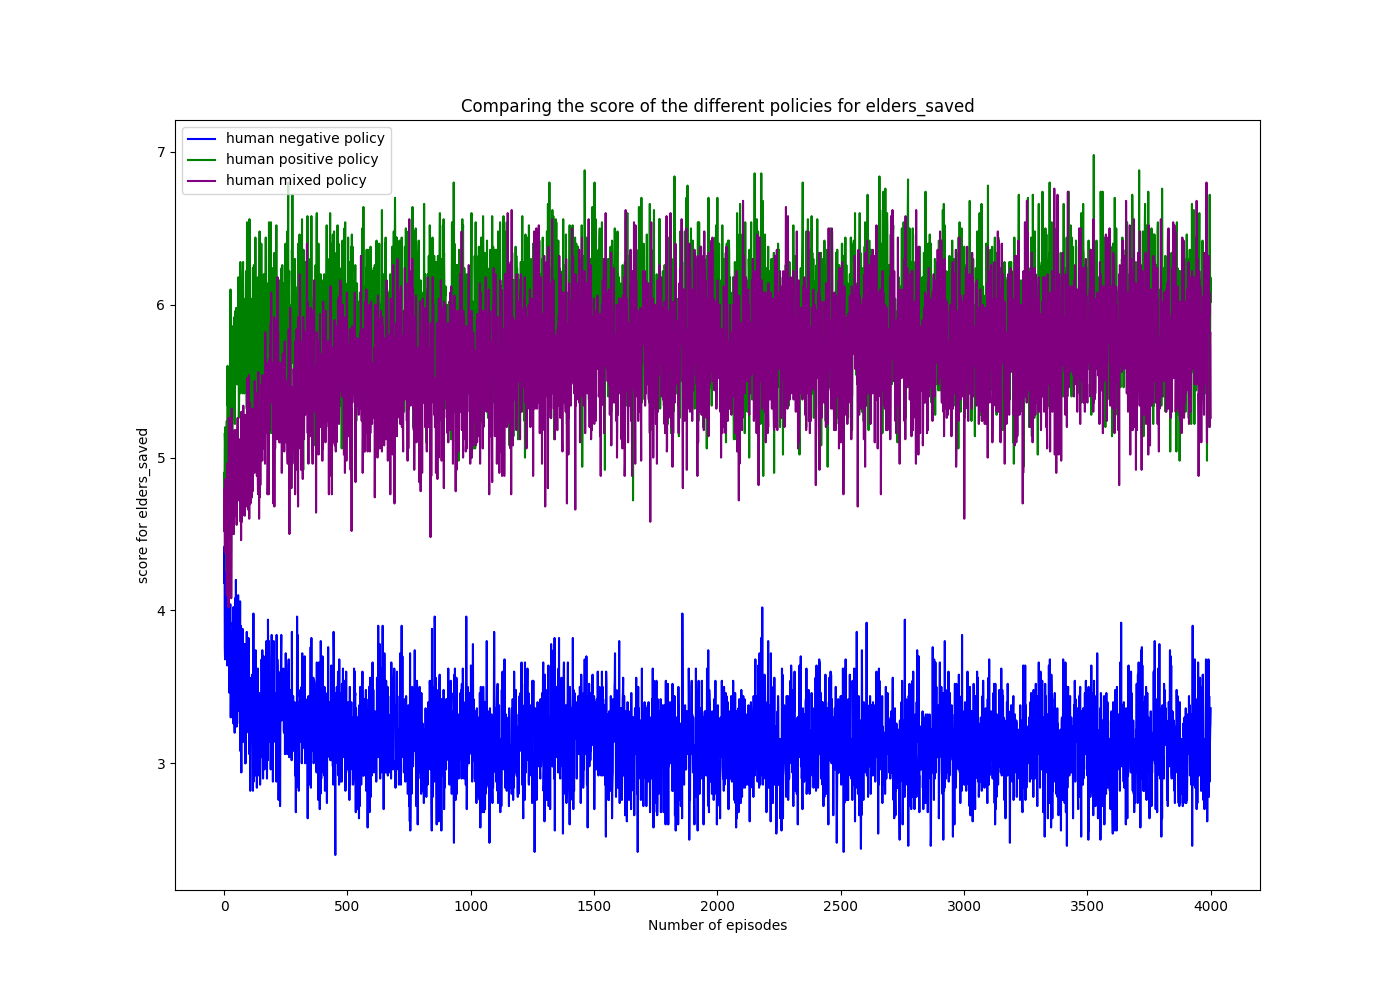 Comparing the score of the different policies for elders_saved
human negative policy
human positive policy
human mixed policy
7
6
5
4
3
score for elders_saved
0 500 1000 1500 2000 2500 3000 3500 4000
Number of episodes